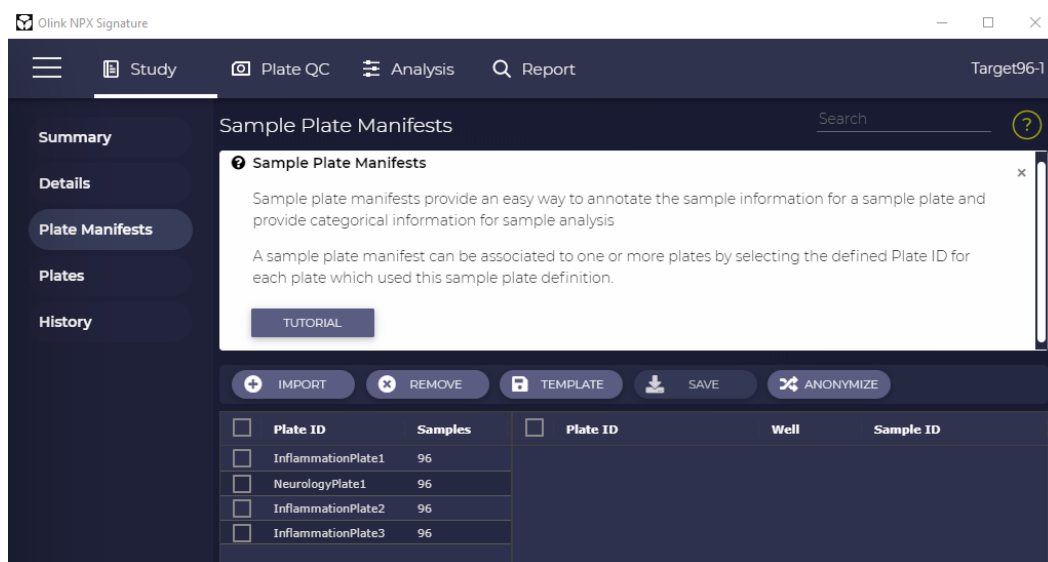 Olink NPX Signature
Study
Plate QC
Analysis
Report
Target96-1
Summary
Details
Plate Manifests
Plates
History
Sample Plate Manifests
Search
?
Sample Plate Manifests
Sample plate manifests provide an easy way to annotate the sample information for a sample plate and
provide categorical information for sample analysis
A sample plate manifest can be associated to one or more plates by selecting the defined Plate ID for
each plate which used this sample plate definition.
TUTORIAL
IMPORT
REMOVE
TEMPLATE
SAVE
ANONYMIZE
Plate ID Samples
InflammationPlate1 96
NeurologyPlate1 96
InflammationPlate2 96
InflammationPlate3 96
Plate ID Well Sample ID